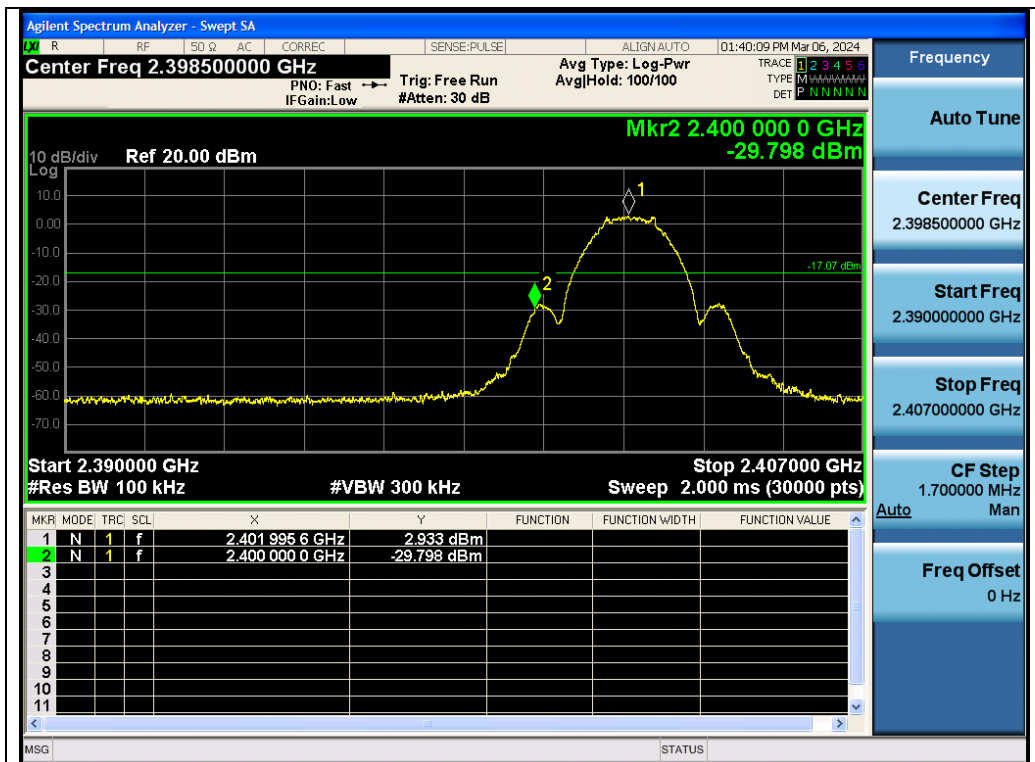 Agilent Spectrum Analyzer - Swept SA
LXI R RF 50 Ω AC CORREC SENSE:PULSE ALIGN AUTO 01:40:09 PM Mar 06, 2024
Center Freq 2.398500000 GHz
PNO: Fast
IFGain:Low
Trig: Free Run
#Atten: 30 dB
Avg Type: Log-Pwr
Avg|Hold: 100/100
TRACE 1 2 3 4 5 6
TYPE M
DET P N N N N N
Mkr2 2.400 000 0 GHz
-29.798 dBm
10 dB/div Ref 20.00 dBm
Log
10.0
0.00
-10.0
-20.0
-30.0
-40.0
-50.0
-60.0
-70.0
1
-17.07 dBm
2
Start 2.390000 GHz Stop 2.407000 GHz
#Res BW 100 kHz #VBW 300 kHz Sweep 2.000 ms (30000 pts)
MKR MODE TRC SCL X Y FUNCTION FUNCTION WIDTH FUNCTION VALUE
1 N 1 f 2.401 995 6 GHz 2.933 dBm
2 N 1 f 2.400 000 0 GHz -29.798 dBm
3
4
5
6
7
8
9
10
11
MSG STATUS
Frequency
Auto Tune
Center Freq
2.398500000 GHz
Start Freq
2.390000000 GHz
Stop Freq
2.407000000 GHz
CF Step
1.700000 MHz
Auto Man
Freq Offset
0 Hz